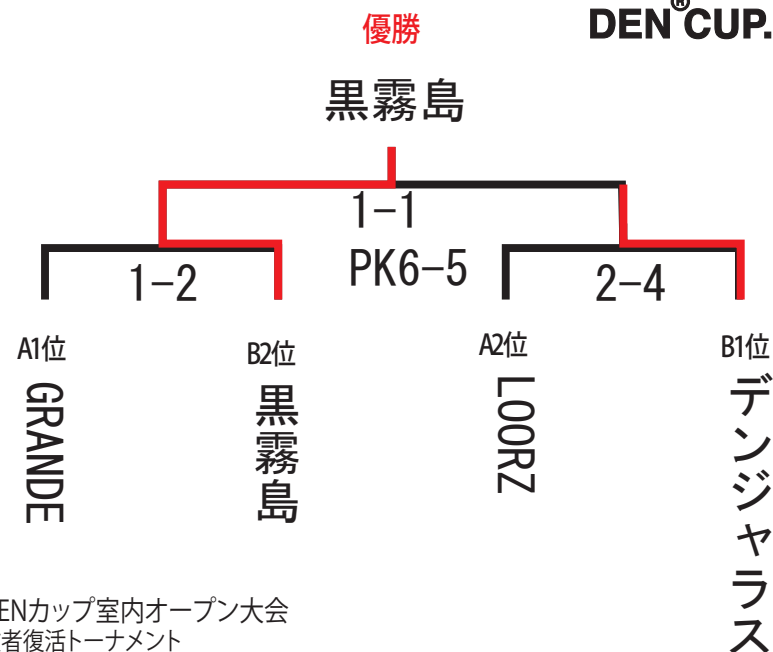 優勝
DEN®CUP.
黒霧島
1-1
PK6-5
1-2
2-4
A1位
GRANDE
B2位
黒霧島
A2位
LOORZ
B1位
デンジャラス
ENカップ室内オープン大会
者復活トーナメント